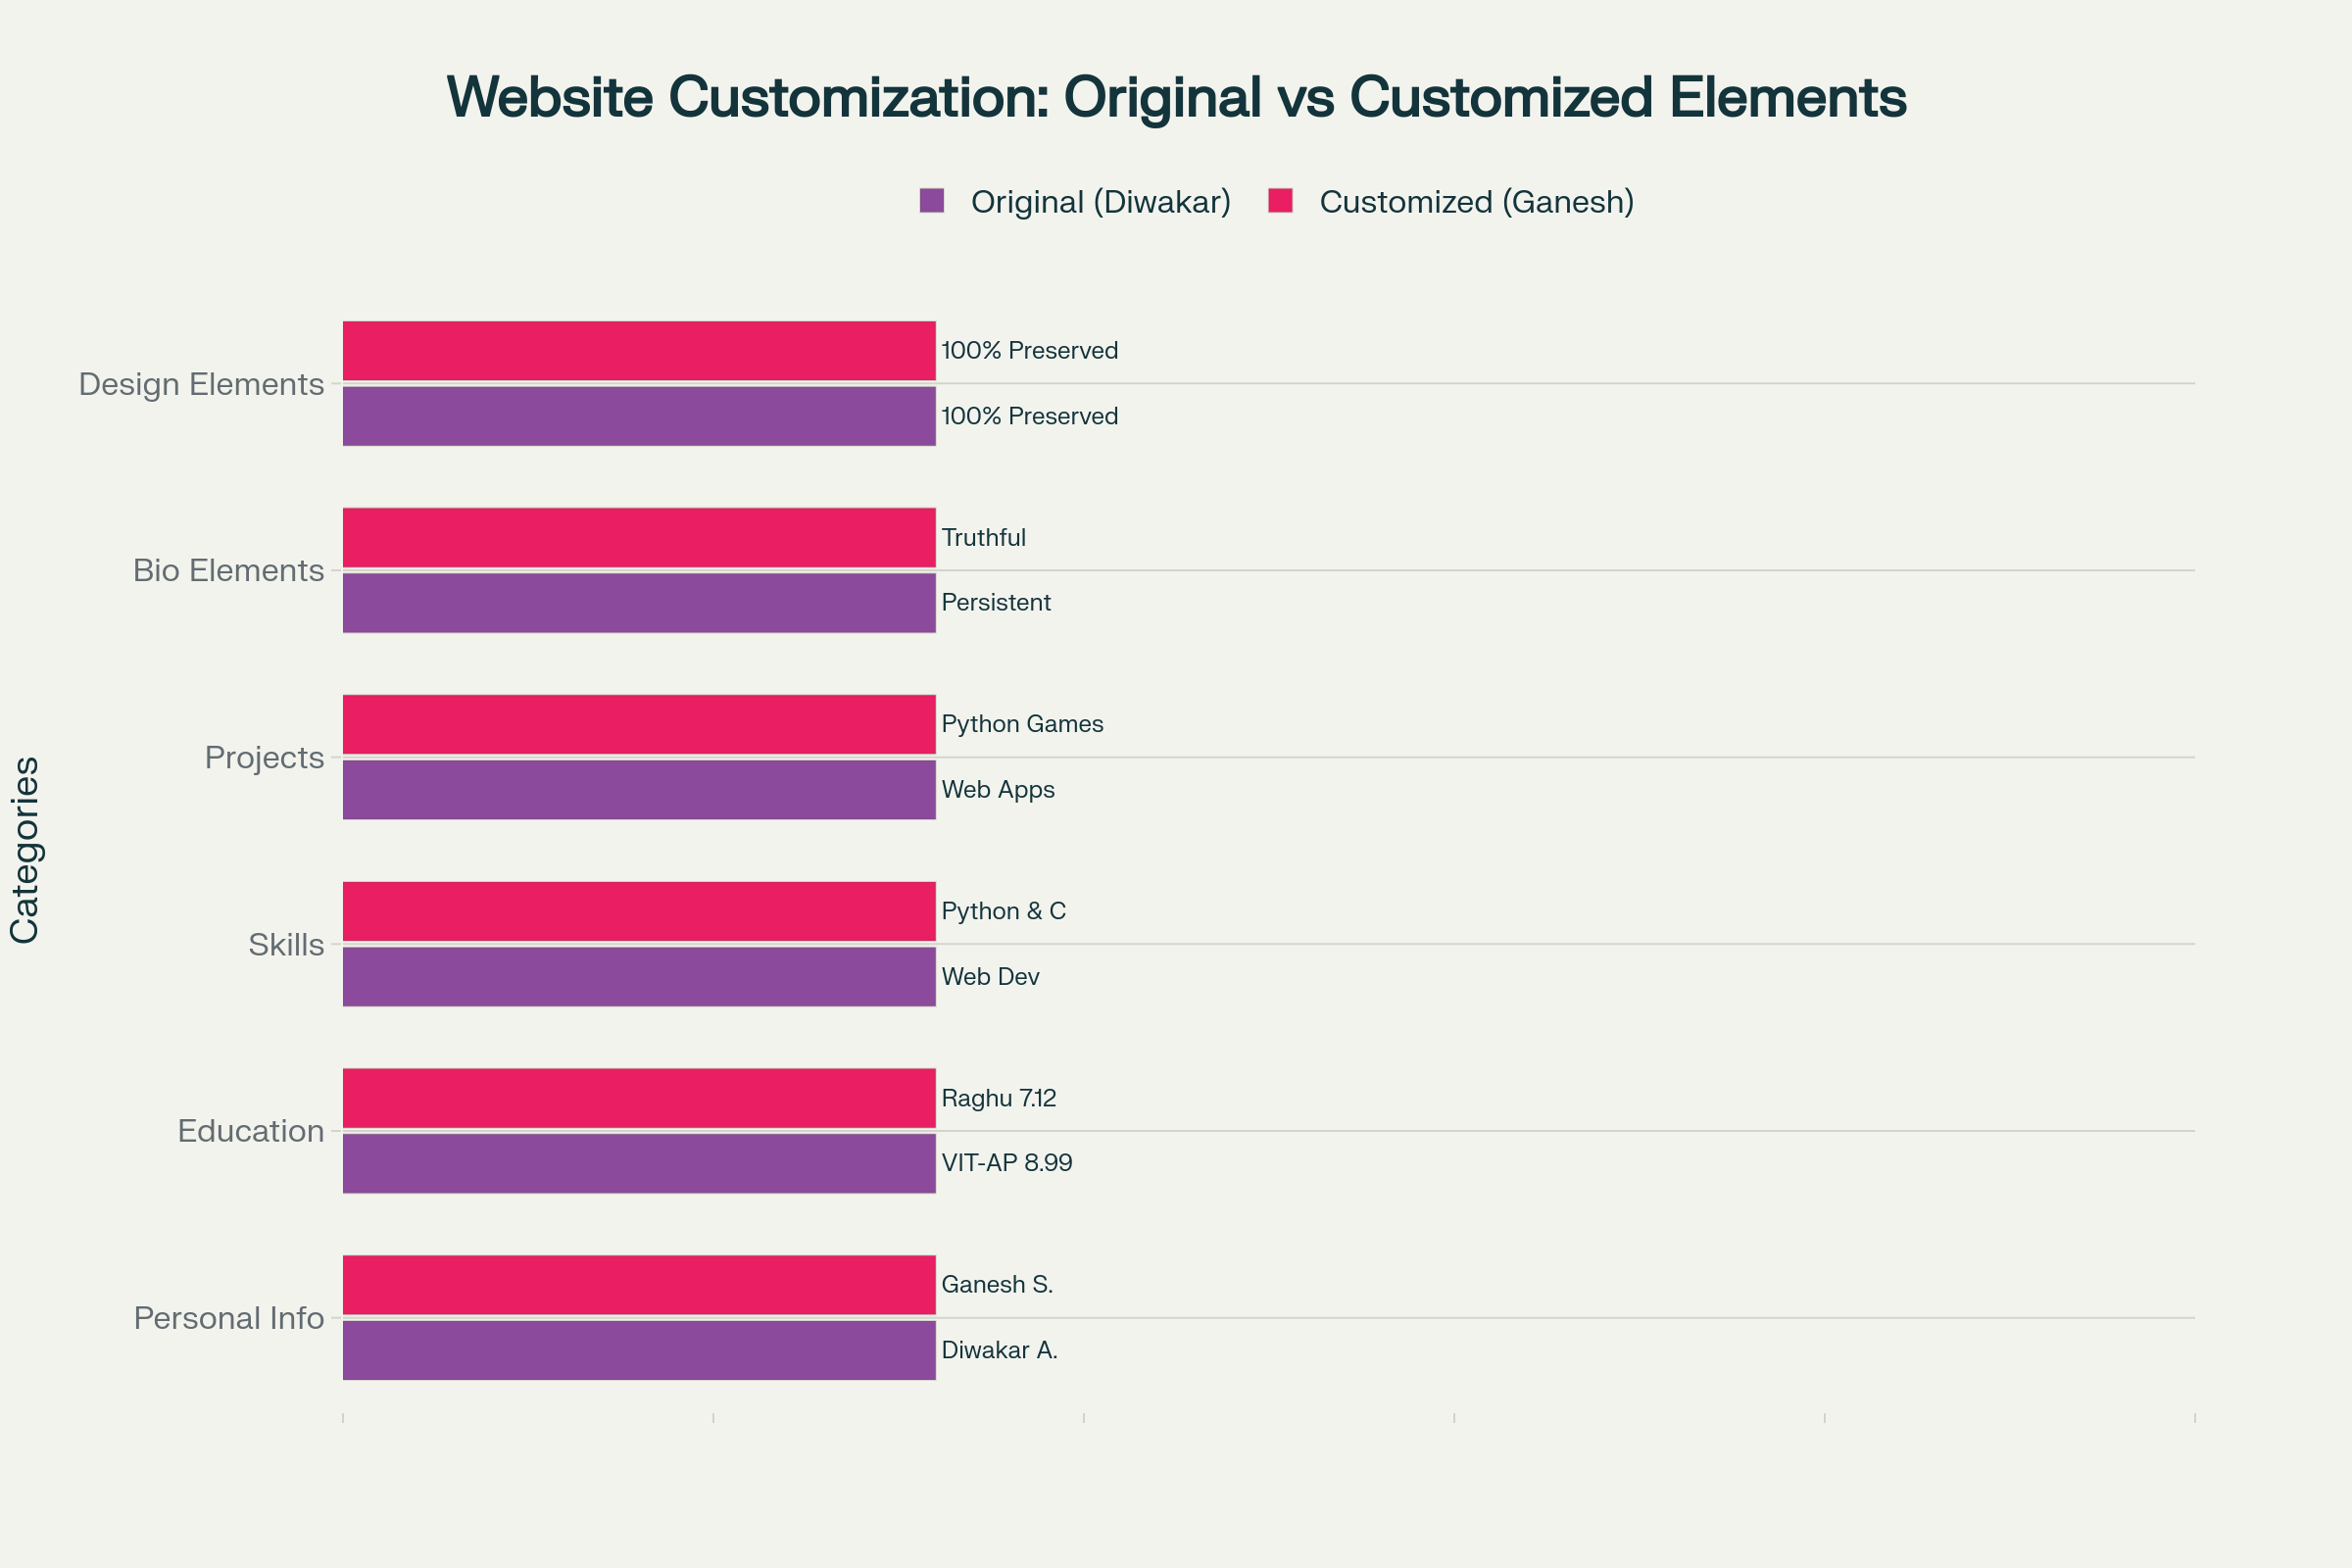 Website Customization: Original vs Customized Elements
Original (Diwakar)
Customized (Ganesh)
Categories
Design Elements
100% Preserved
100% Preserved
Bio Elements
Truthful
Persistent
Projects
Python Games
Web Apps
Skills
Python & C
Web Dev
Education
Raghu 7.12
VIT-AP 8.99
Personal Info
Ganesh S.
Diwakar A.